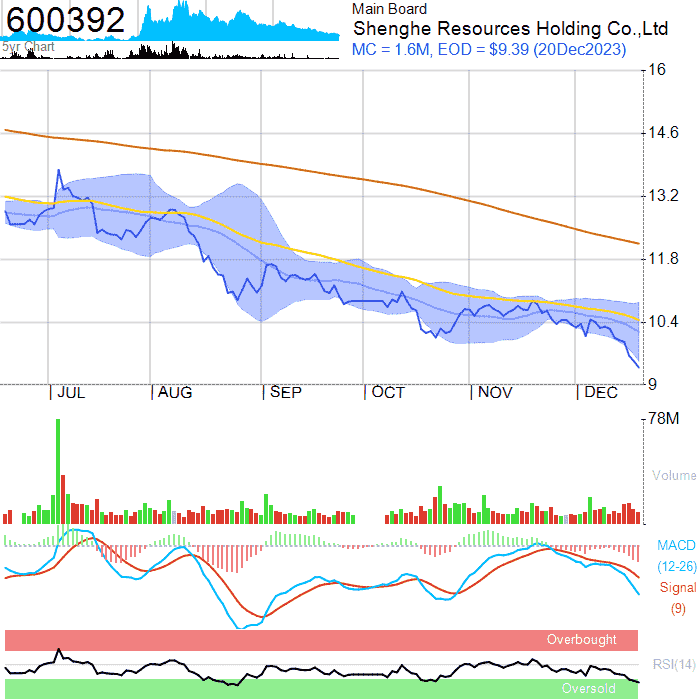 600392
5yr Chart
Main Board
Shenghe Resources Holding Co.,Ltd
MC = 1.6M, EOD = $9.39 (20Dec2023)
16
14.6
13.2
11.8
10.4
9
JUL AUG SEP OCT NOV DEC
78M
Volume
MACD
(12-26)
Signal
(9)
Overbought
RSI(14)
Oversold